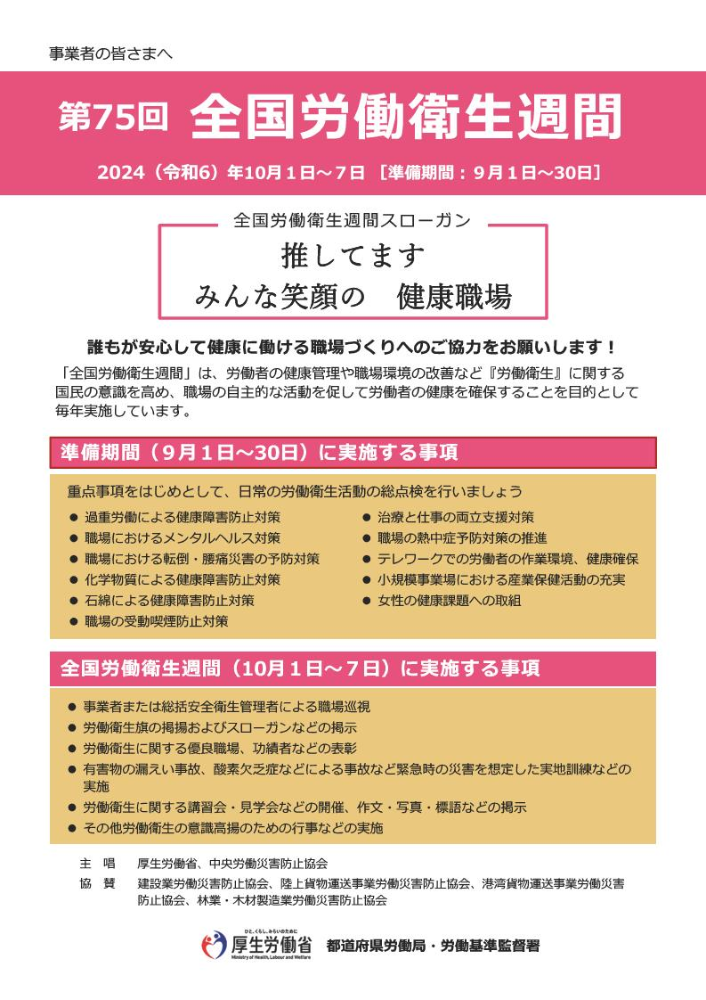 事業者の皆さまへ
第75回 全国労働衛生週間
2024（令和6）年10月１日～７日 ［準備期間：９月１日～30日］
全国労働衛生週間スローガン
推してます
みんな笑顔の　健康職場
誰もが安心して健康に働ける職場づくりへのご協力をお願いします！
「全国労働衛生週間」は、労働者の健康管理や職場環境の改善など『労働衛生』に関する
国民の意識を高め、職場の自主的な活動を促して労働者の健康を確保することを目的として
毎年実施しています。
準備期間（９月１日～30日）に実施する事項
重点事項をはじめとして、日常の労働衛生活動の総点検を行いましょう
● 過重労働による健康障害防止対策
● 職場におけるメンタルヘルス対策
● 職場における転倒・腰痛災害の予防対策
● 化学物質による健康障害防止対策
● 石綿による健康障害防止対策
● 職場の受動喫煙防止対策
● 治療と仕事の両立支援対策
● 職場の熱中症予防対策の推進
● テレワークでの労働者の作業環境、健康確保
● 小規模事業場における産業保健活動の充実
● 女性の健康課題への取組
全国労働衛生週間（10月１日～７日）に実施する事項
● 事業者または総括安全衛生管理者による職場巡視
● 労働衛生旗の掲揚およびスローガンなどの掲示
● 労働衛生に関する優良職場、功績者などの表彰
● 有害物の漏えい事故、酸素欠乏症などによる事故など緊急時の災害を想定した実地訓練などの
実施
● 労働衛生に関する講習会・見学会などの開催、作文・写真・標語などの掲示
● その他労働衛生の意識高揚のための行事などの実施
主　唱　厚生労働省、中央労働災害防止協会
協　賛　建設業労働災害防止協会、陸上貨物運送事業労働災害防止協会、港湾貨物運送事業労働災害
防止協会、林業・木材製造業労働災害防止協会
ひと、くらし、みらいのために
厚生労働省 都道府県労働局・労働基準監督署
Ministry of Health, Labour and Welfare